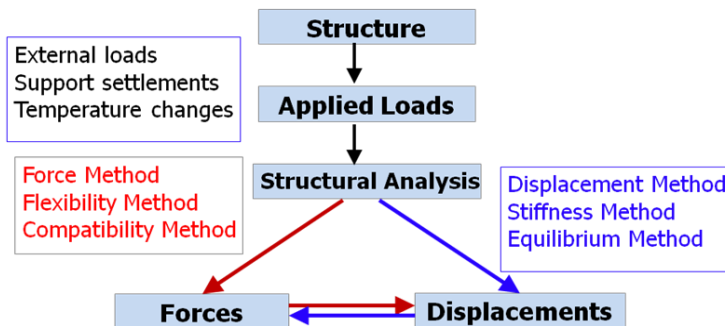 Structure
External loads
Support settlements
Temperature changes
Applied Loads
Force Method
Flexibility Method
Compatibility Method
Structural Analysis
Displacement Method
Stiffness Method
Equilibrium Method
Forces
Displacements